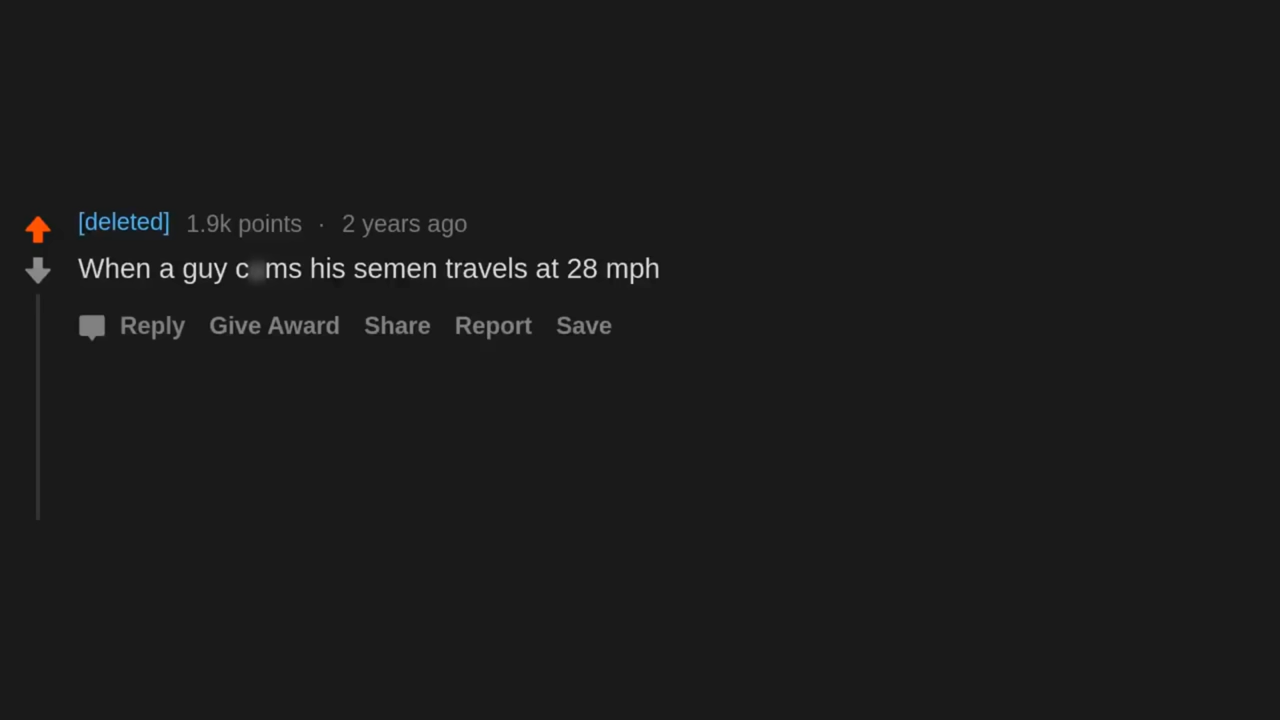 [deleted] 1.9k points · 2 years ago
When a guy c ms his semen travels at 28 mph
Reply Give Award Share Report Save